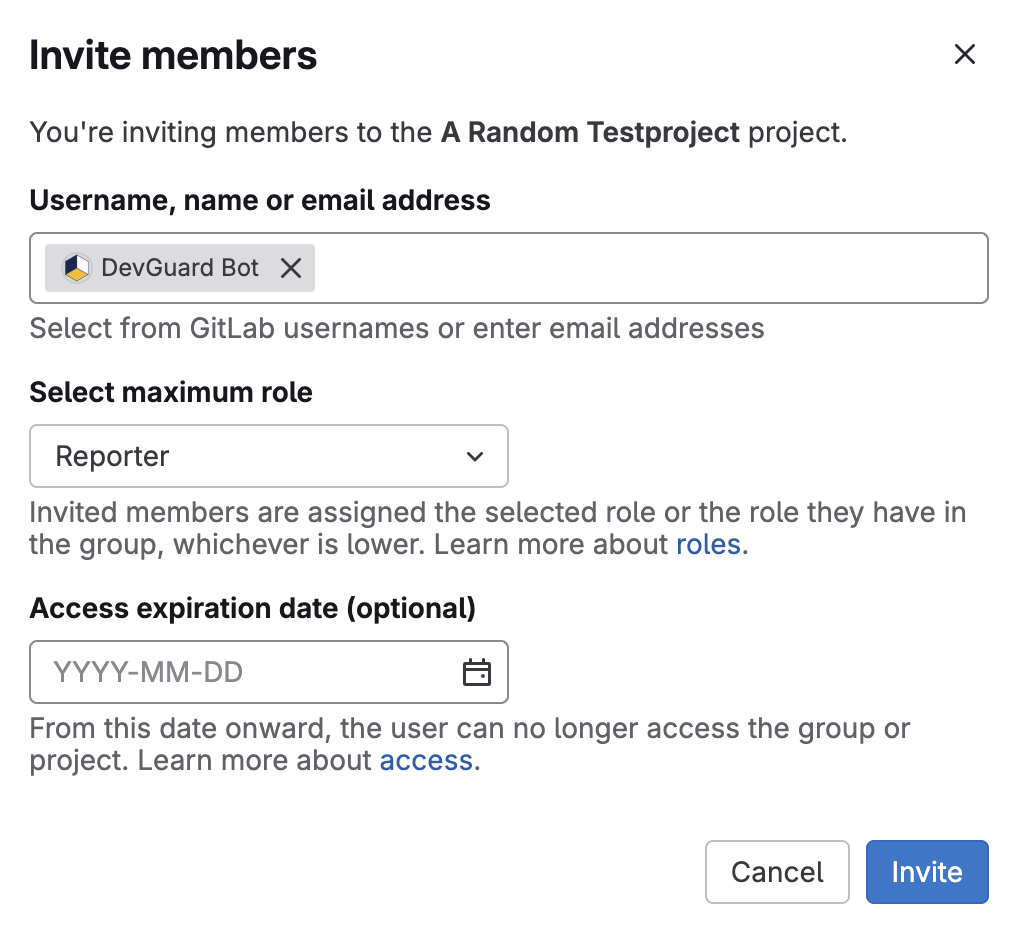 Invite members
You're inviting members to the A Random Testproject project.
Username, name or email address
DevGuard Bot
Select from GitLab usernames or enter email addresses
Select maximum role
Reporter
Invited members are assigned the selected role or the role they have in
the group, whichever is lower. Learn more about roles.
Access expiration date (optional)
YYYY-MM-DD
From this date onward, the user can no longer access the group or
project. Learn more about access.
Cancel Invite